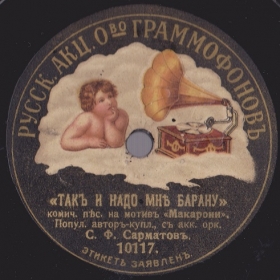 РУССК. АКЦ. О‑во ГРАММОФОНОВЪ
«ТАКЪ И НАДО МНѢ БАРАНУ»
комич. пѣс. на мотивъ «Макарони».
Попул. авторъ-купл., съ акк. орк.
С. Ф. Сарматовъ.
10117.
ЭТИКЕТЪ ЗАЯВЛЕНЪ.